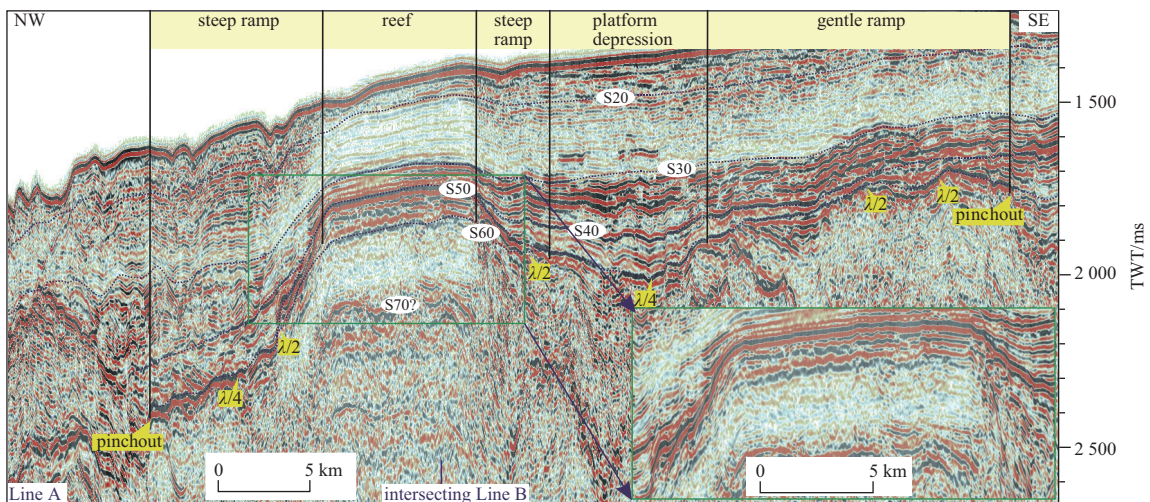 NW
steep ramp
reef
steep
ramp
platform
depression
gentle ramp
SE
S20
S30
S50
S40
S60
S70?
λ/2
λ/2
pinchout
λ/2
λ/4
λ/2
λ/4
pinchout
1 500
2 000
2 500
TWT/ms
0 5 km
0 5 km
Line A
intersecting Line B